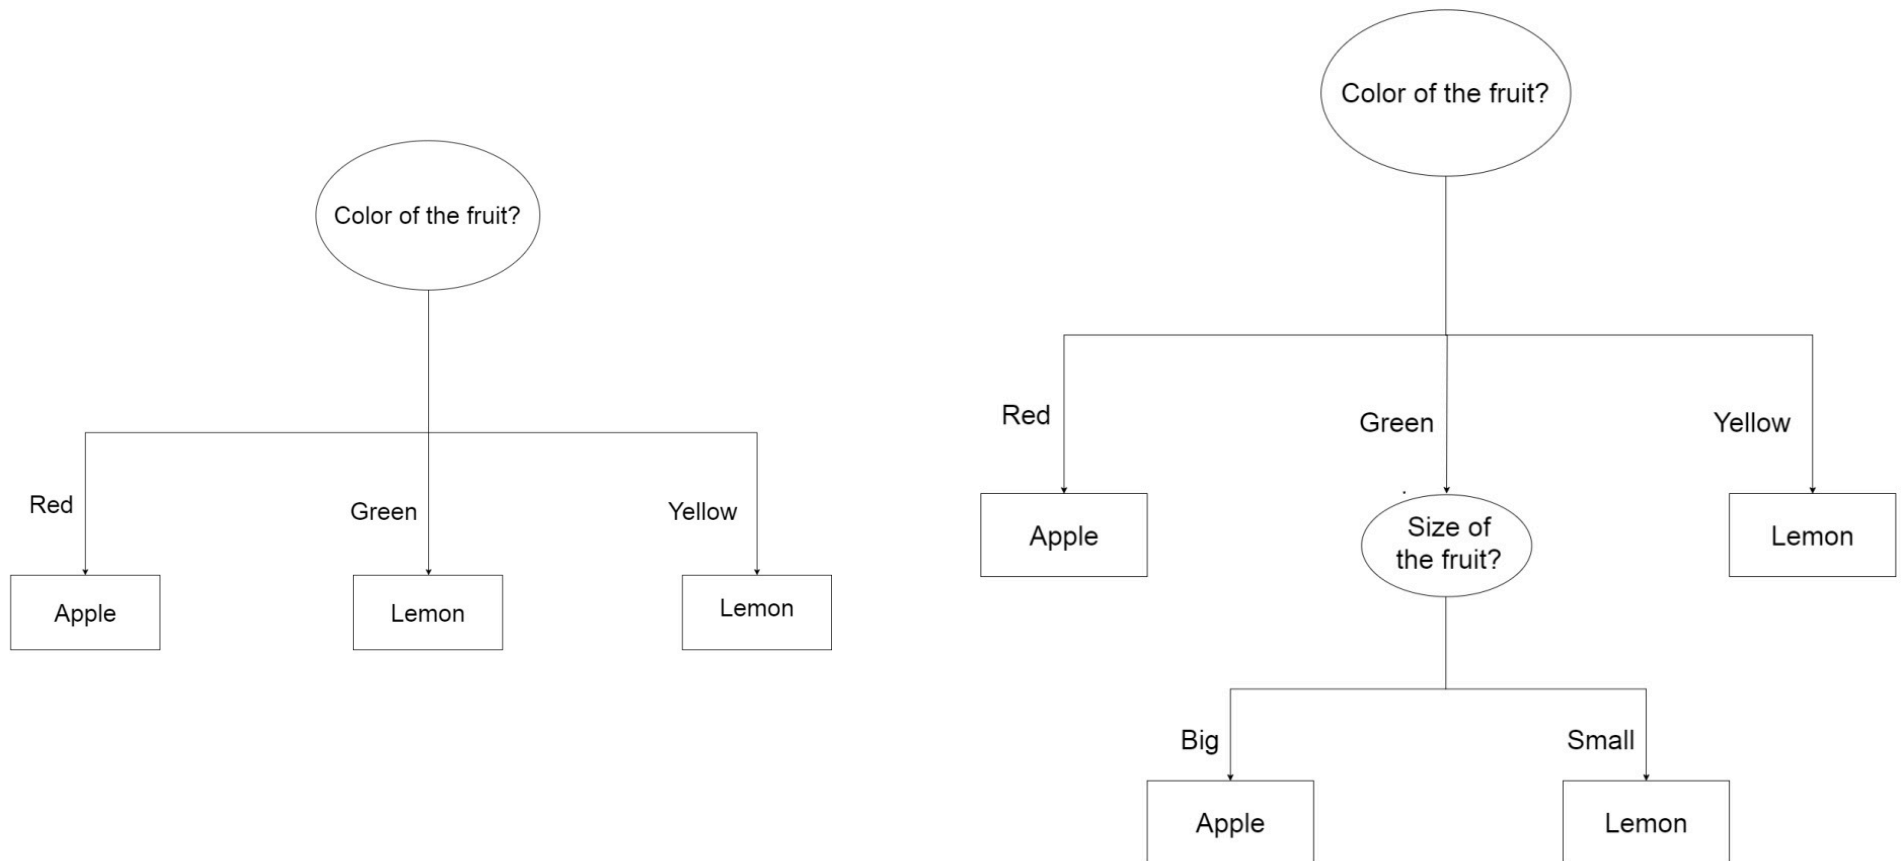 Color of the fruit?
Red
Green
Yellow
Apple
Lemon
Lemon
Color of the fruit?
Red
Green
Yellow
Apple
Size of
the fruit?
Lemon
Big
Small
Apple
Lemon